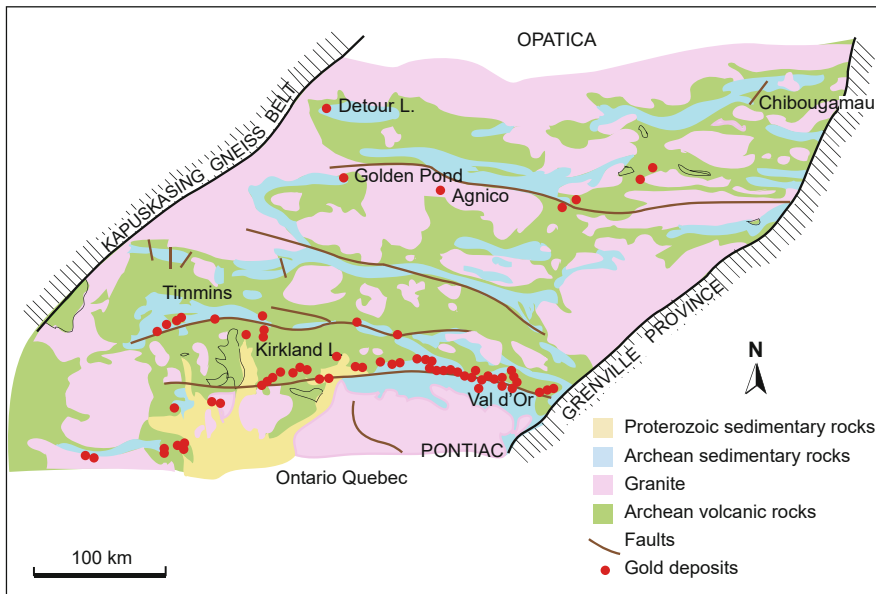 OPATICA
Detour L.
Chibougamau
KAPUSKASING GNEISS BELT
Golden Pond
Agnico
Timmins
GRENVILLE PROVINCE
Kirkland L.
N
Val d'Or
PONTIAC
Ontario Quebec
Proterozoic sedimentary rocks
Archean sedimentary rocks
Granite
Archean volcanic rocks
Faults
Gold deposits
100 km